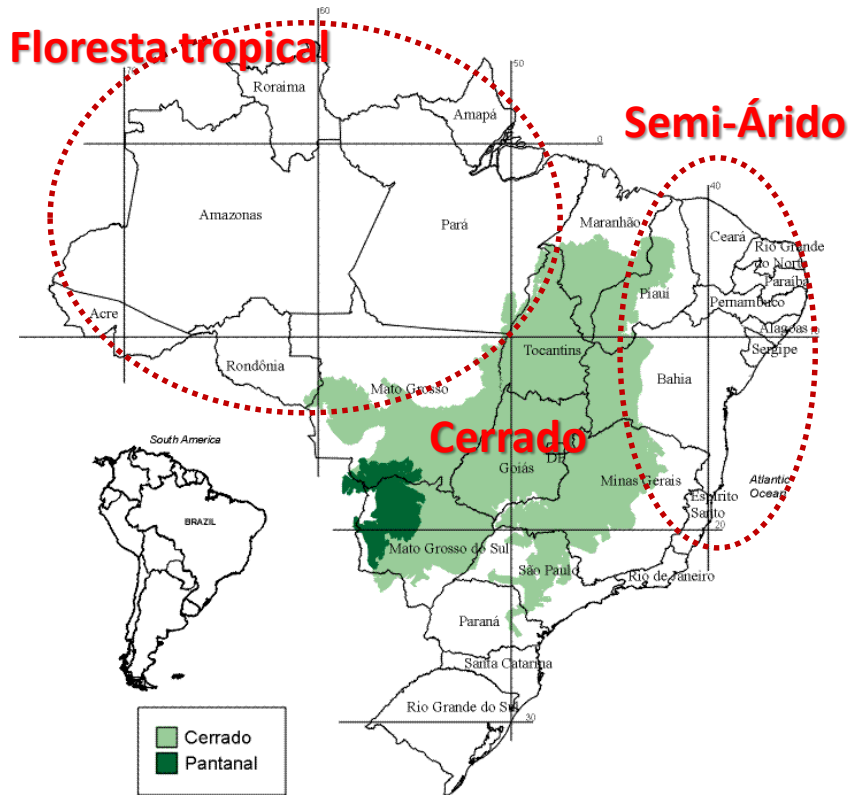 60
Floresta tropical
70
50
Roraima
Amapá
Semi-Árido
0
40
Amazonas
Pará
Maranhão
Ceará
Rio Grande
do Norte
Paraíba
Piauí
Pernambuco
Acre
Alagoas
10
Rondônia
Tocantins
Sergipe
Mato Grosso
Bahia
Cerrado
DF
Goiás
South America
Minas Gerais
Atlantic
Ocean
BRAZIL
Espírito
Santo
20
Mato Grosso do Sul
São Paulo
Rio de Janeiro
Paraná
Santa Catarina
Rio Grande do Sul
30
Cerrado
Pantanal